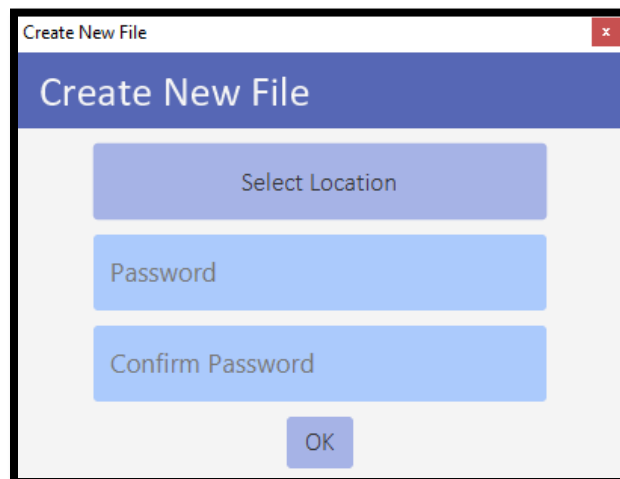 Create New File
x
Create New File
Select Location
Password
Confirm Password
OK